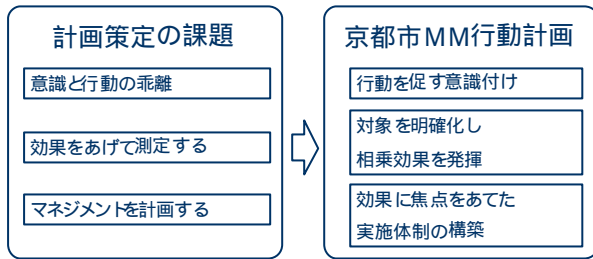 計画策定の課題
意識と行動の乖離
効果をあげて測定する
マネジメントを計画する
京都市MM行動計画
行動を促す意識付け
対象を明確化し
相乗効果を発揮
効果に焦点をあてた
実施体制の構築